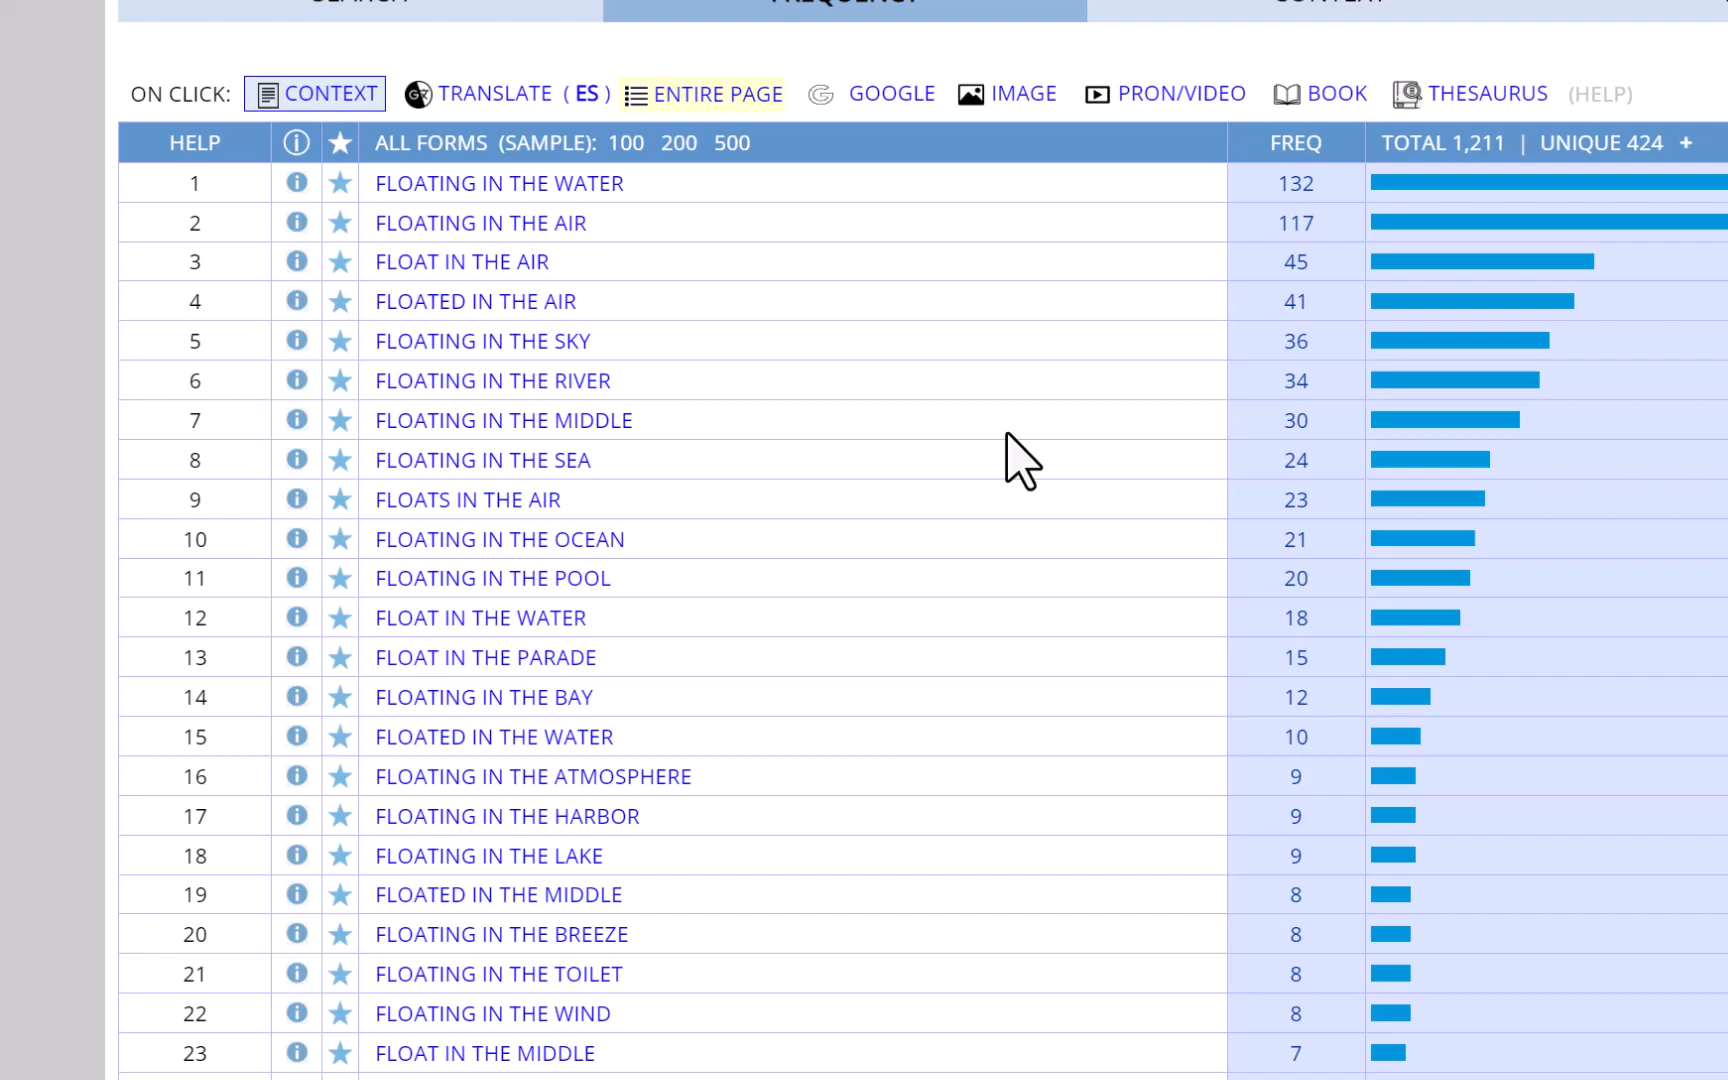 SEARCH FREQUENCY CONTEXT
ON CLICK: CONTEXT TRANSLATE ( ES ) ENTIRE PAGE GOOGLE IMAGE PRON/VIDEO BOOK THESAURUS (HELP)
HELP ALL FORMS (SAMPLE): 100 200 500 FREQ TOTAL 1,211 | UNIQUE 424 +
1 FLOATING IN THE WATER 132
2 FLOATING IN THE AIR 117
3 FLOAT IN THE AIR 45
4 FLOATED IN THE AIR 41
5 FLOATING IN THE SKY 36
6 FLOATING IN THE RIVER 34
7 FLOATING IN THE MIDDLE 30
8 FLOATING IN THE SEA 24
9 FLOATS IN THE AIR 23
10 FLOATING IN THE OCEAN 21
11 FLOATING IN THE POOL 20
12 FLOAT IN THE WATER 18
13 FLOAT IN THE PARADE 15
14 FLOATING IN THE BAY 12
15 FLOATED IN THE WATER 10
16 FLOATING IN THE ATMOSPHERE 9
17 FLOATING IN THE HARBOR 9
18 FLOATING IN THE LAKE 9
19 FLOATED IN THE MIDDLE 8
20 FLOATING IN THE BREEZE 8
21 FLOATING IN THE TOILET 8
22 FLOATING IN THE WIND 8
23 FLOAT IN THE MIDDLE 7